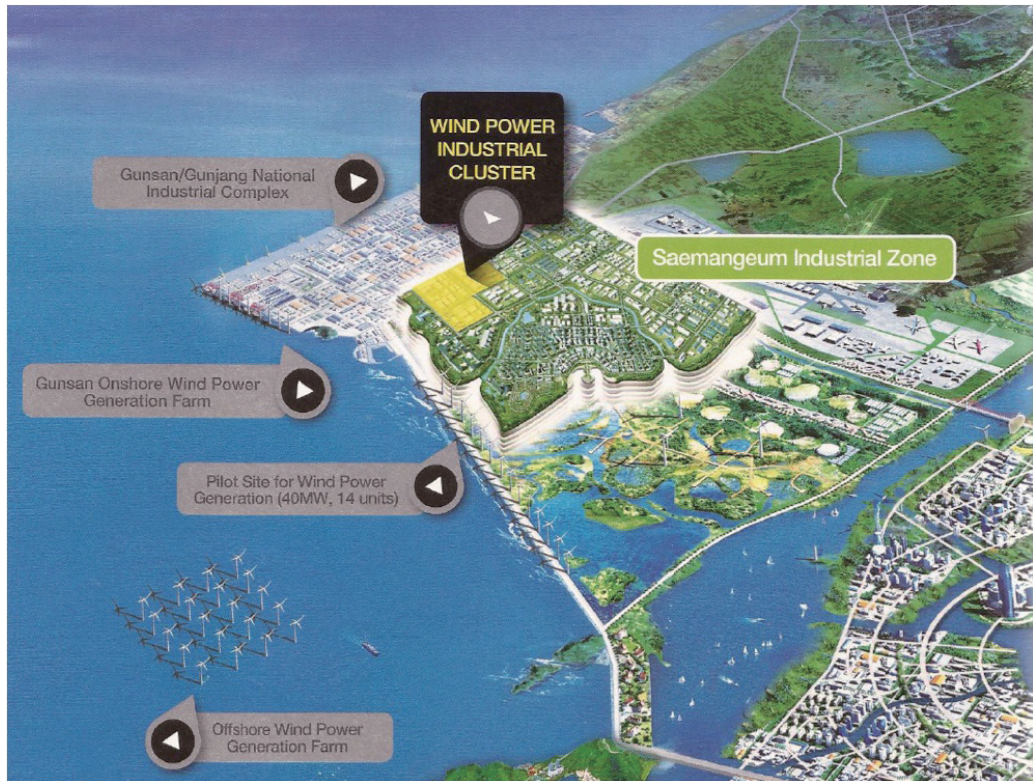 WIND POWER
INDUSTRIAL
CLUSTER
Gunsan/Gunjang National
Industrial Complex
Saemangeum Industrial Zone
Gunsan Onshore Wind Power
Generation Farm
Pilot Site for Wind Power
Generation (40MW, 14 units)
Offshore Wind Power
Generation Farm